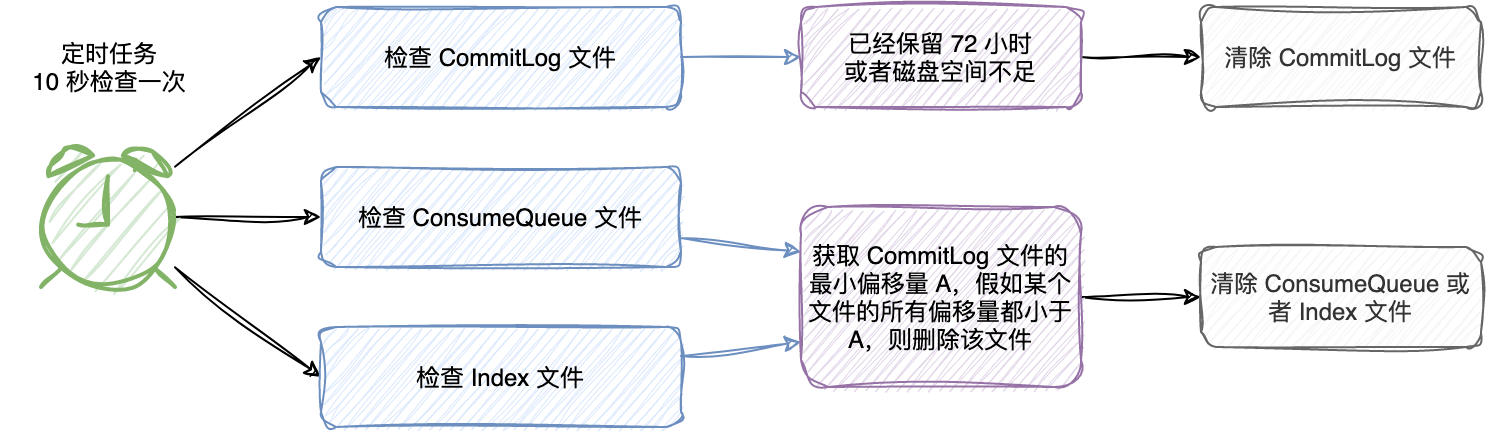 定时任务
10 秒检查一次
检查 CommitLog 文件
已经保留 72 小时
或者磁盘空间不足
清除 CommitLog 文件
检查 ConsumeQueue 文件
获取 CommitLog 文件的
最小偏移量 A，假如某个
文件的所有偏移量都小于
A，则删除该文件
清除 ConsumeQueue 或
者 Index 文件
检查 Index 文件